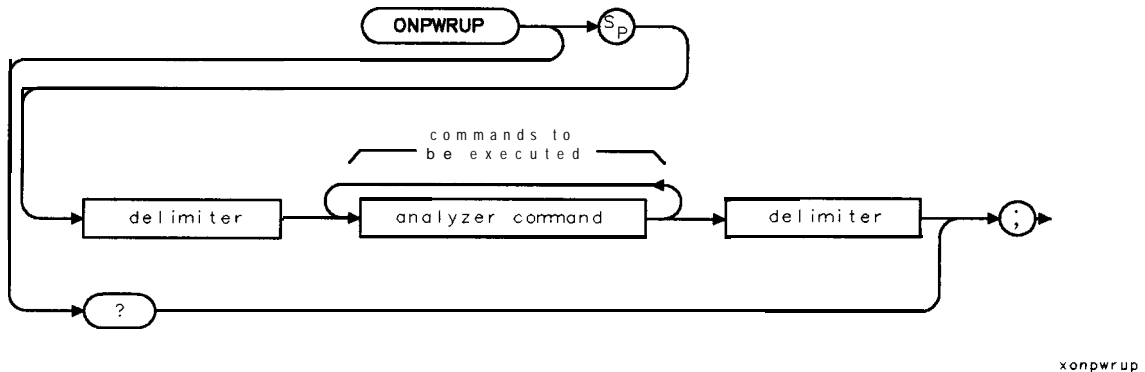 ONPWRUP
SP
commands to
be executed
delimiter
analyzer command
delimiter
;
?
xonpwrup